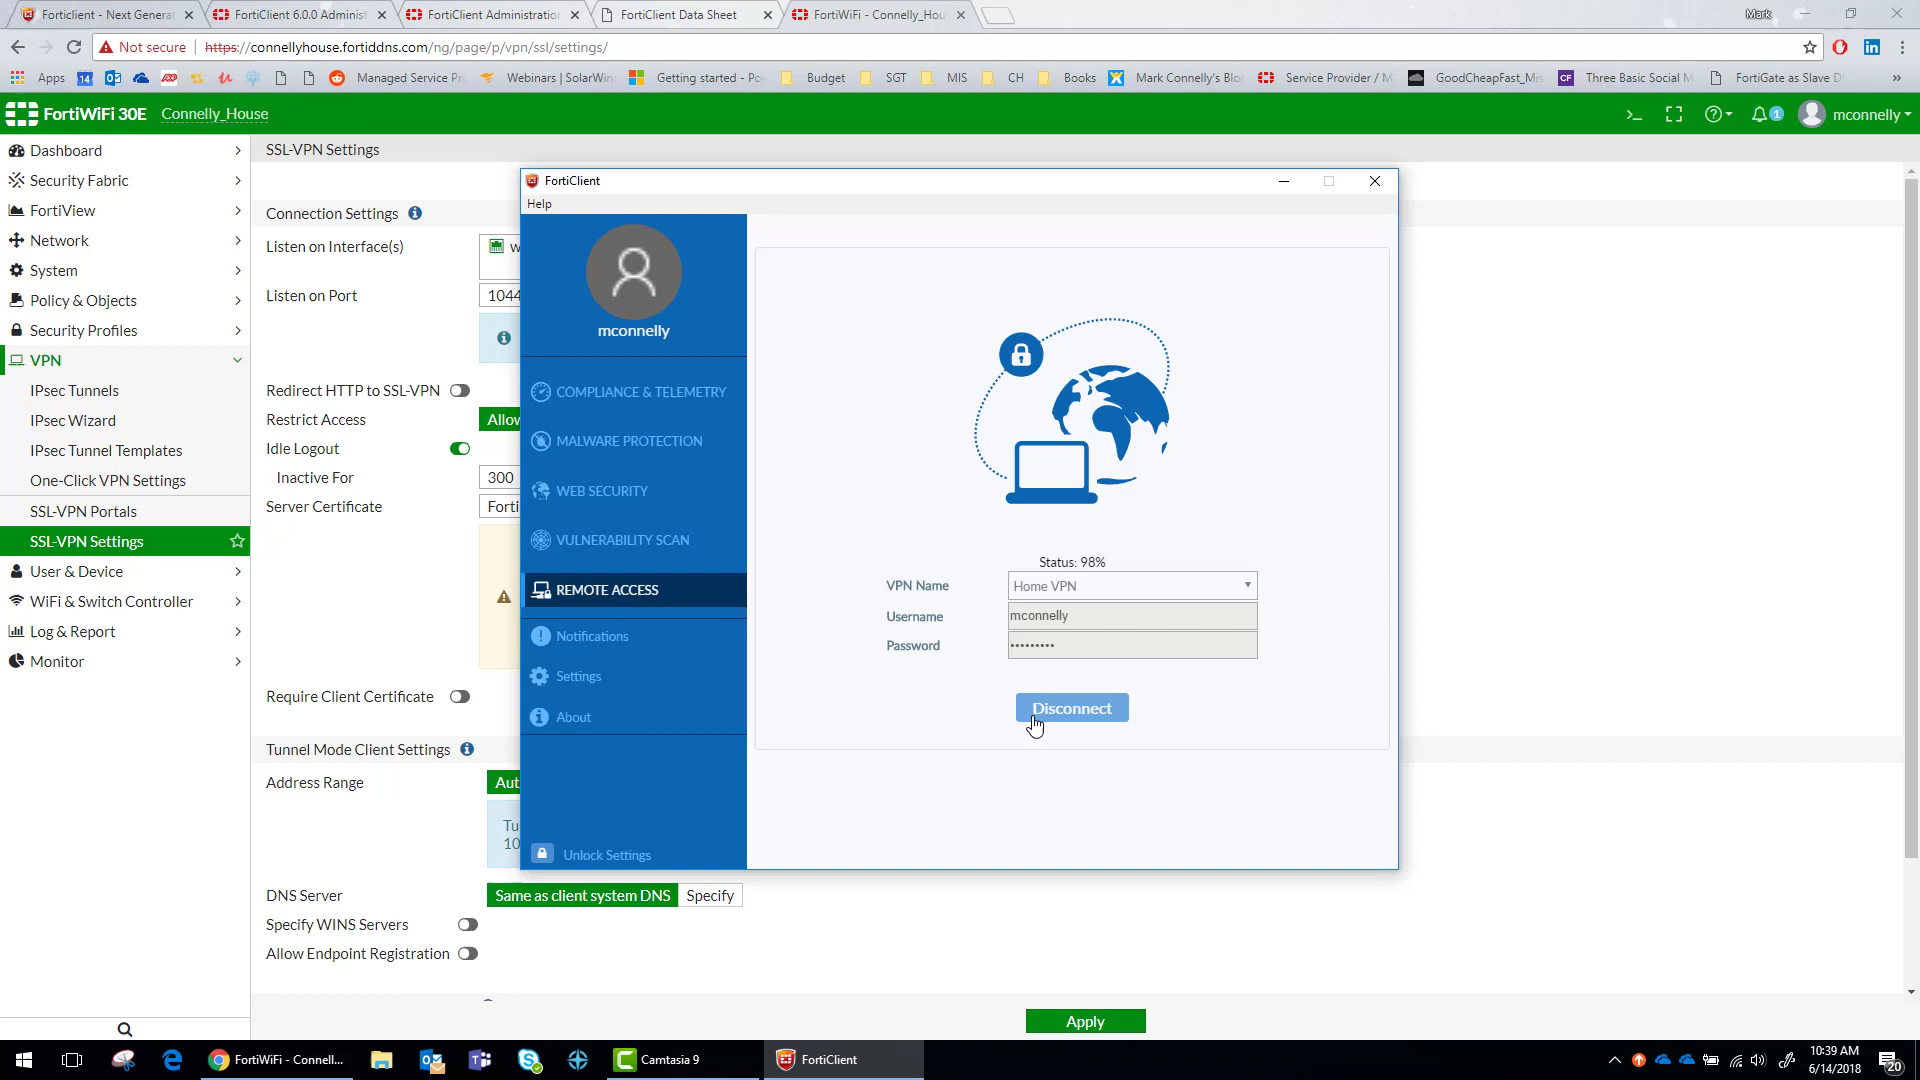 Forticlient - Next Genera
FortiClient 6.0.0 Administ
FortiClient Administratio
FortiClient Data Sheet
FortiWiFi - Connelly_Hou
Mark
Not secure
https://connellyhouse.fortiddns.com/ng/page/p/vpn/ssl/settings/
Apps
14
Managed Service Pr
Webinars | SolarWin
Getting started - Po
Budget
SGT
MIS
CH
Books
Mark Connelly's Blo
Service Provider / M
GoodCheapFast_Mis
CF
Three Basic Social M
FortiGate as Slave D
»
FortiWiFi 30E
Connelly_House
1
mconnelly
Dashboard
Security Fabric
FortiView
Network
System
Policy & Objects
Security Profiles
VPN
IPsec Tunnels
IPsec Wizard
IPsec Tunnel Templates
One-Click VPN Settings
SSL-VPN Portals
SSL-VPN Settings
User & Device
WiFi & Switch Controller
Log & Report
Monitor
SSL-VPN Settings
Connection Settings
Listen on Interface(s)
w
Listen on Port
1044
Redirect HTTP to SSL-VPN
Restrict Access
Allow
Idle Logout
Inactive For
300
Server Certificate
Forti
Require Client Certificate
Tunnel Mode Client Settings
Address Range
Aut
Tu
10
DNS Server
Same as client system DNS
Specify
Specify WINS Servers
Allow Endpoint Registration
Apply
FortiClient
Help
mconnelly
COMPLIANCE & TELEMETRY
MALWARE PROTECTION
WEB SECURITY
VULNERABILITY SCAN
REMOTE ACCESS
Notifications
Settings
About
Unlock Settings
Status: 98%
VPN Name
Home VPN
Username
mconnelly
Password
•••••••••
Disconnect
FortiWiFi - Connell...
Camtasia 9
FortiClient
10:39 AM
6/14/2018
20